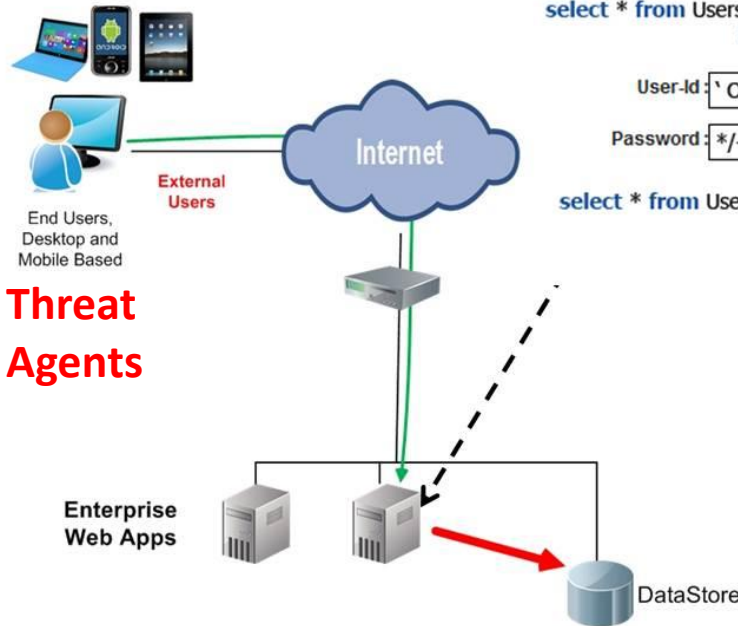 select * from Users
User-Id : ` O
Password : */-
select * from Use
Internet
External
Users
End Users,
Desktop and
Mobile Based
Threat
Agents
Enterprise
Web Apps
DataStore